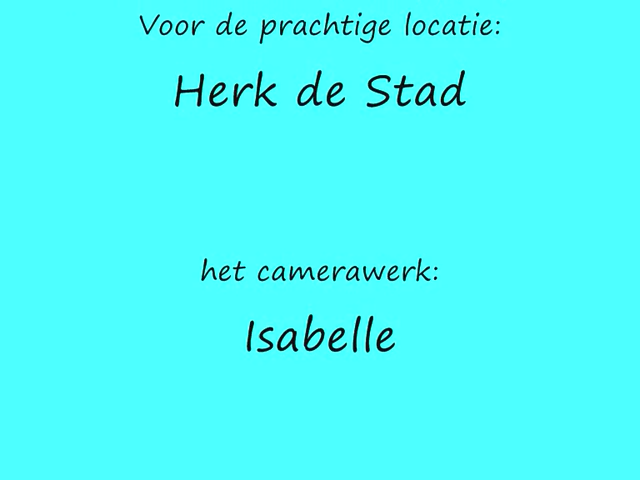 Voor de prachtige locatie:
Herk de Stad
het camerawerk:
Isabelle